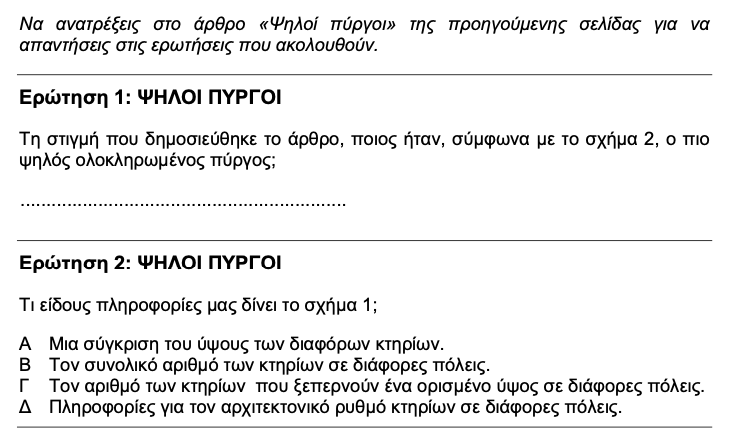 Να ανατρέξεις στο άρθρο «Ψηλοί πύργοι» της προηγούμενης σελίδας για να
απαντήσεις στις ερωτήσεις που ακολουθούν.
Ερώτηση 1: ΨΗΛΟΙ ΠΥΡΓΟΙ
Τη στιγμή που δημοσιεύθηκε το άρθρο, ποιος ήταν, σύμφωνα με το σχήμα 2, ο πιο
ψηλός ολοκληρωμένος πύργος;
................................................................
Ερώτηση 2: ΨΗΛΟΙ ΠΥΡΓΟΙ
Τι είδους πληροφορίες μας δίνει το σχήμα 1;
Α Μια σύγκριση του ύψους των διαφόρων κτηρίων.
Β Τον συνολικό αριθμό των κτηρίων σε διάφορες πόλεις.
Γ Τον αριθμό των κτηρίων που ξεπερνούν ένα ορισμένο ύψος σε διάφορες πόλεις.
Δ Πληροφορίες για τον αρχιτεκτονικό ρυθμό κτηρίων σε διάφορες πόλεις.